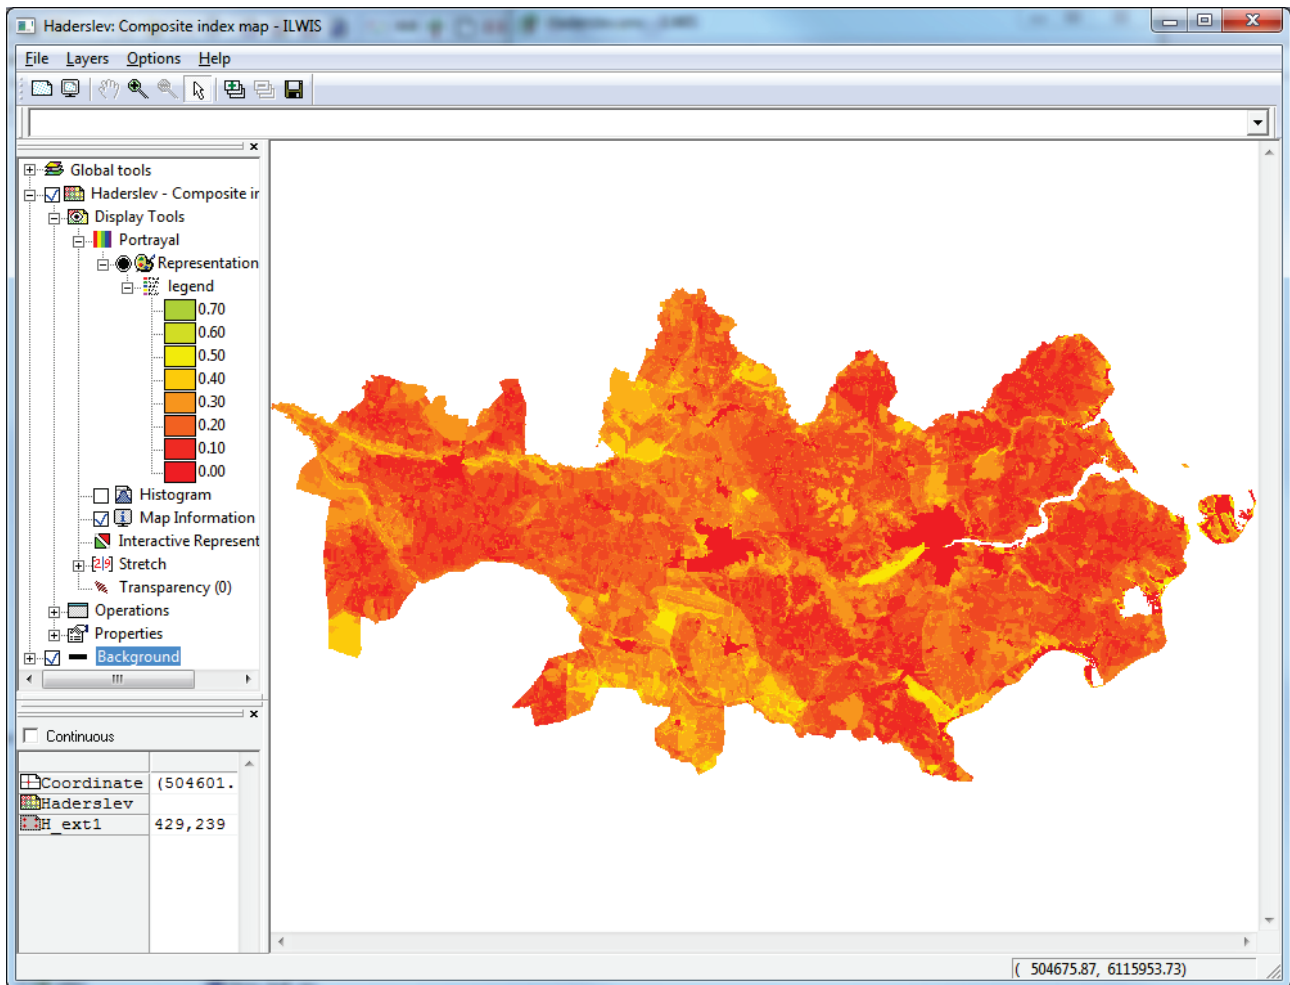 Haderslev: Composite index map - ILWIS
File Layers Options Help
Global tools
Haderslev - Composite ir
Display Tools
Portrayal
Representation
legend
0.70
0.60
0.50
0.40
0.30
0.20
0.10
0.00
Histogram
Map Information
Interactive Represent
Stretch
Transparency (0)
Operations
Properties
Background
Continuous
Coordinate (504601.
Haderslev
H_ext1 429,239
( 504675.87, 6115953.73)